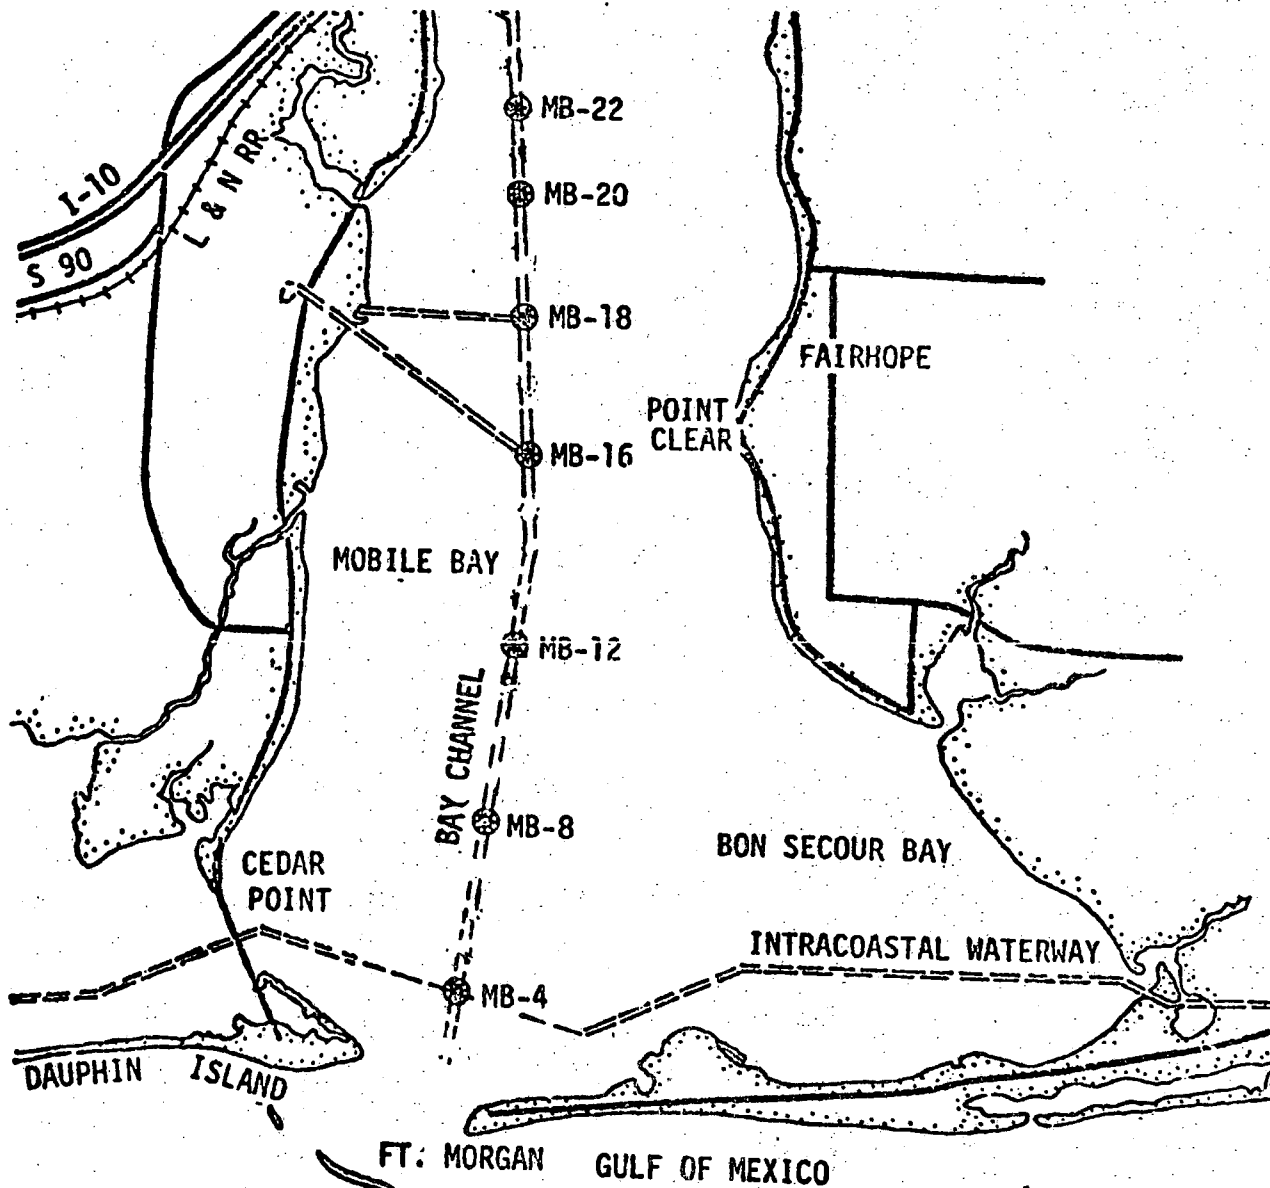 MB-22
I-10
L & N RR
MB-20
S 90
MB-18
FAIRHOPE
POINT
CLEAR
MB-16
MOBILE BAY
MB-12
BAY CHANNEL
MB-8
BON SECOUR BAY
CEDAR
POINT
INTRACOASTAL WATERWAY
MB-4
DAUPHIN ISLAND
FT. MORGAN
GULF OF MEXICO